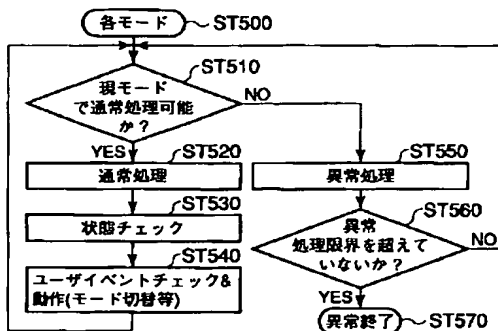 各モード
ST500
ST510
現モード
で通常処理可能
か?
NO
YES
ST520
通常処理
ST530
状態チェック
ST540
ユーザイベントチェック&
動作(モード切替等)
ST550
異常処理
ST560
異常
処理限界を超えて
いないか?
NO
YES
異常終了
ST570